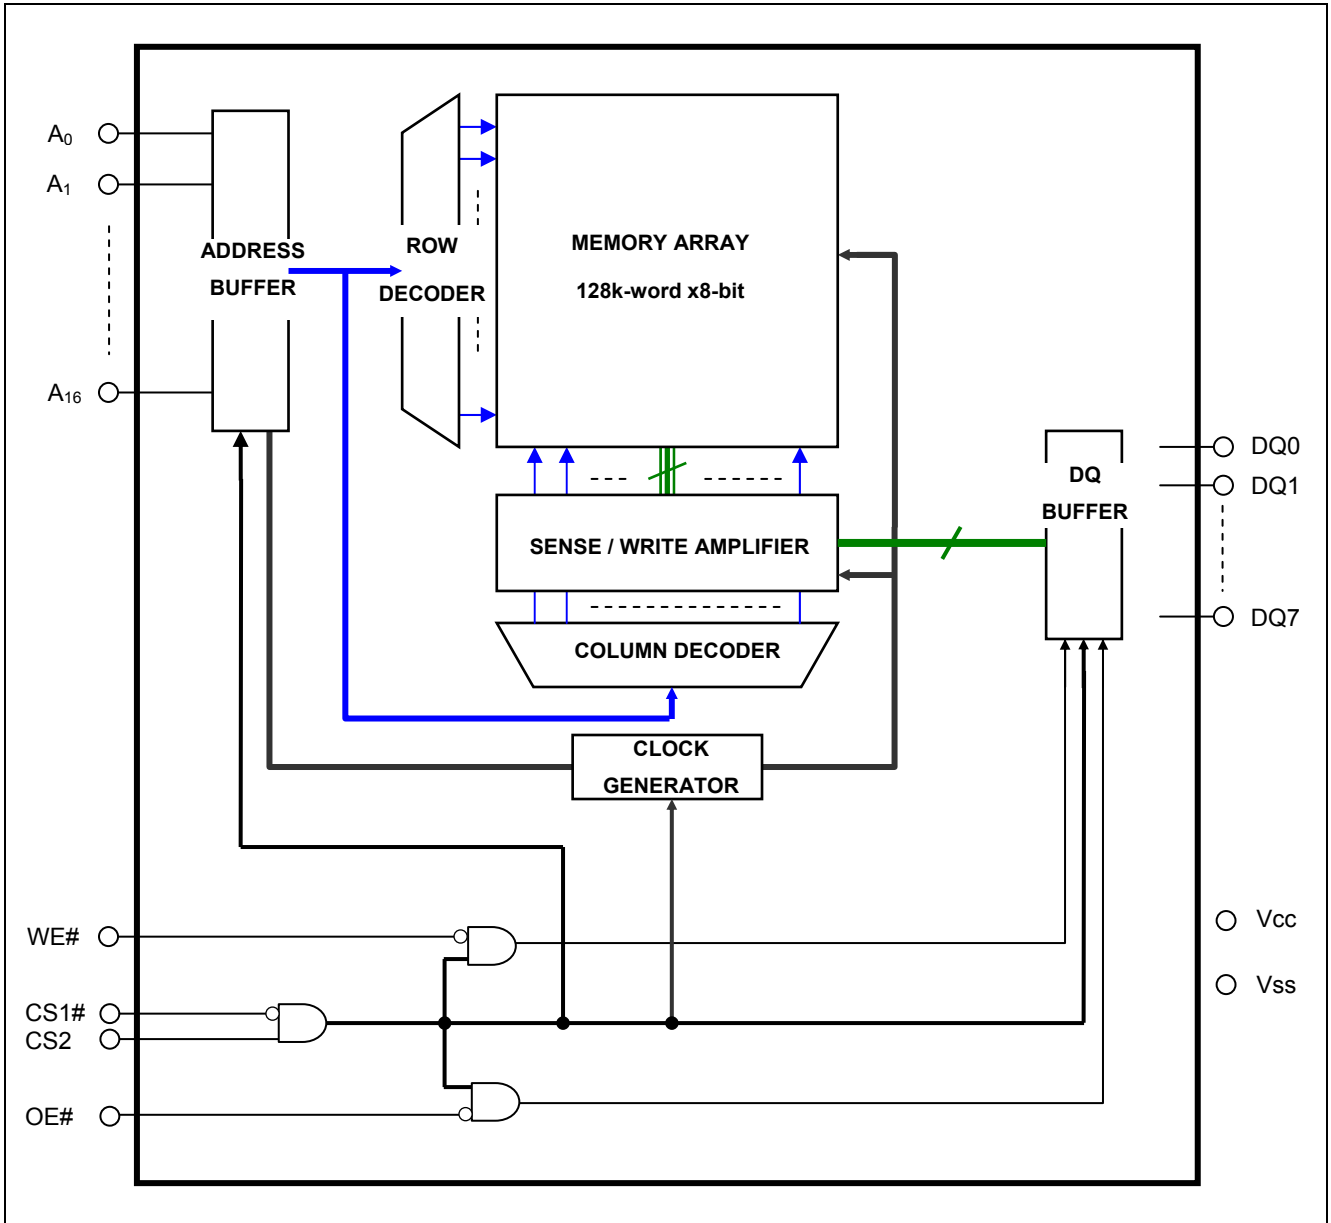 A0
A1
A16
ADDRESS
BUFFER
ROW
DECODER
MEMORY ARRAY
128k-word x8-bit
SENSE / WRITE AMPLIFIER
COLUMN DECODER
CLOCK
GENERATOR
DQ
BUFFER
DQ0
DQ1
DQ7
WE#
CS1#
CS2
OE#
Vcc
Vss